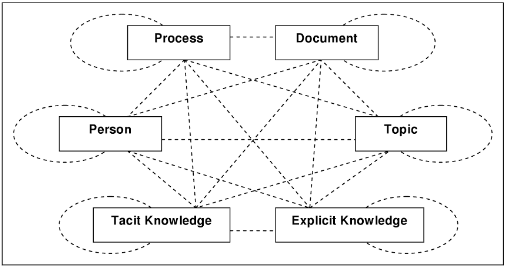 Process
Document
Person
Topic
Tacit Knowledge
Explicit Knowledge